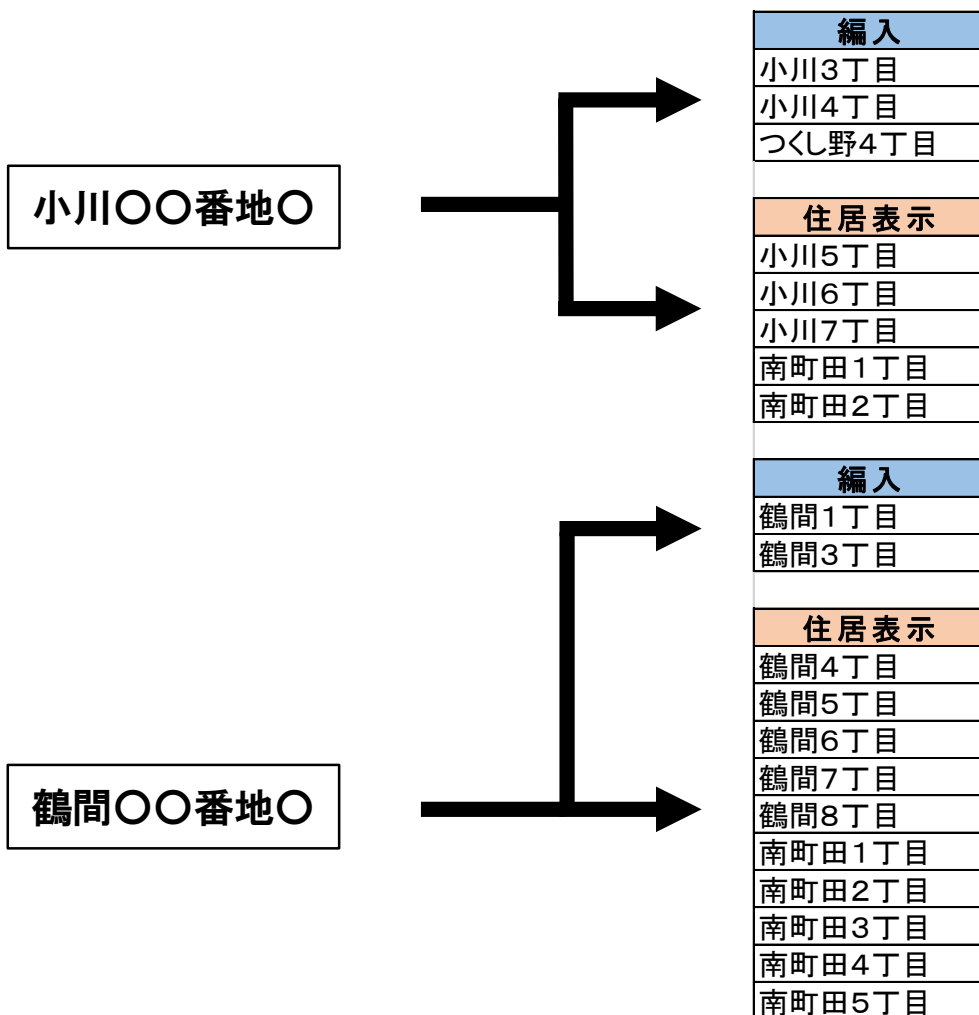 編入
小川3丁目
小川4丁目
つくし野4丁目
小川〇〇番地〇
住居表示
小川5丁目
小川6丁目
小川7丁目
南町田1丁目
南町田2丁目
編入
鶴間1丁目
鶴間3丁目
住居表示
鶴間4丁目
鶴間5丁目
鶴間6丁目
鶴間7丁目
鶴間〇〇番地〇
鶴間8丁目
南町田1丁目
南町田2丁目
南町田3丁目
南町田4丁目
南町田5丁目